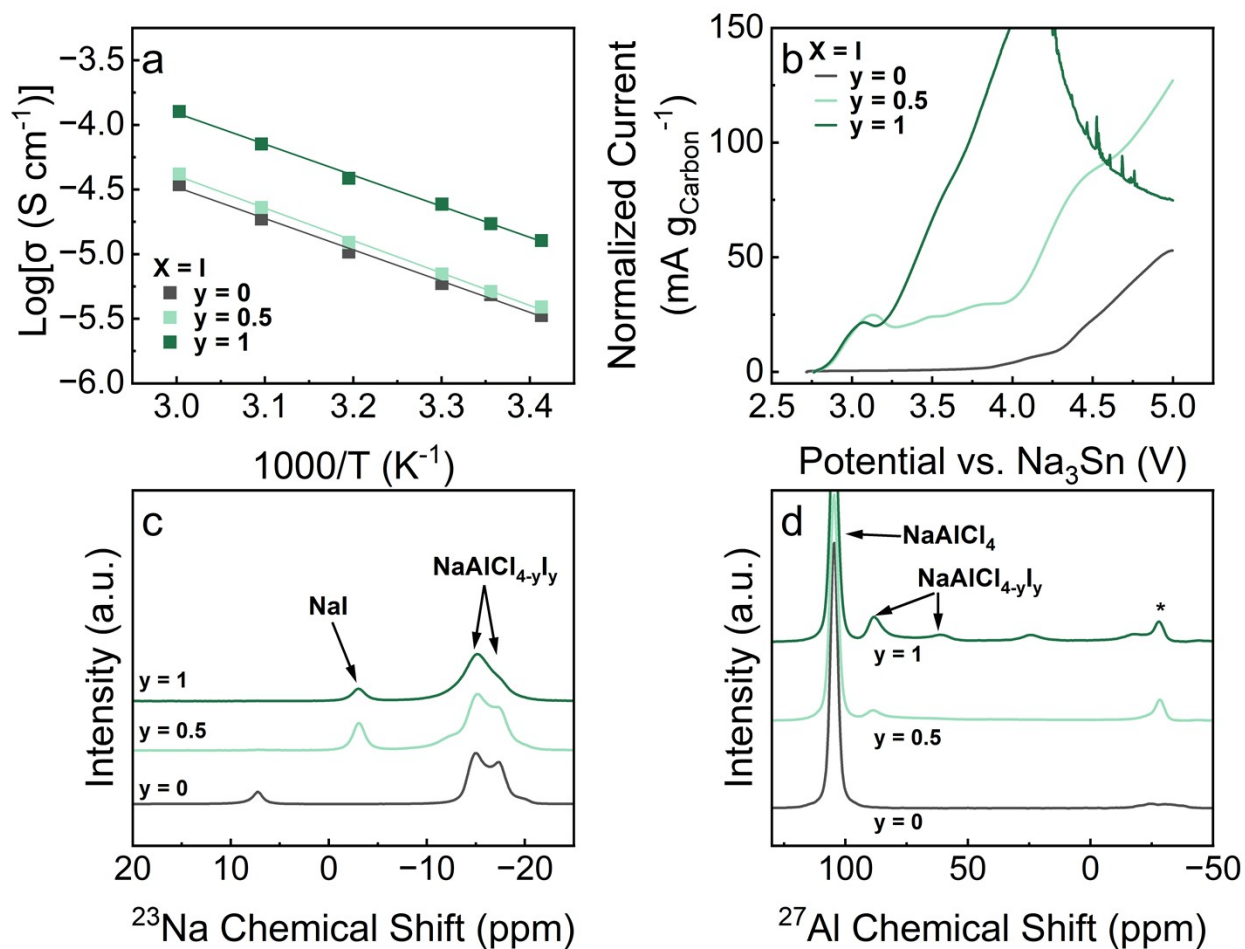 a
Log[σ (S cm⁻¹)]
−3.5
−4.0
−4.5
−5.0
−5.5
−6.0
X = I
y = 0
y = 0.5
y = 1
3.0
3.1
3.2
3.3
3.4
1000/T (K⁻¹)
b
Normalized Current
(mA g_Carbon⁻¹)
150
100
50
0
X = I
y = 0
y = 0.5
y = 1
2.5
3.0
3.5
4.0
4.5
5.0
Potential vs. Na₃Sn (V)
c
Intensity (a.u.)
NaAlCl₄₋yIy
NaI
y = 1
y = 0.5
y = 0
20
10
0
−10
−20
²³Na Chemical Shift (ppm)
d
Intensity (a.u.)
NaAlCl₄
NaAlCl₄₋yIy
*
y = 1
y = 0.5
y = 0
100
50
0
−50
²⁷Al Chemical Shift (ppm)